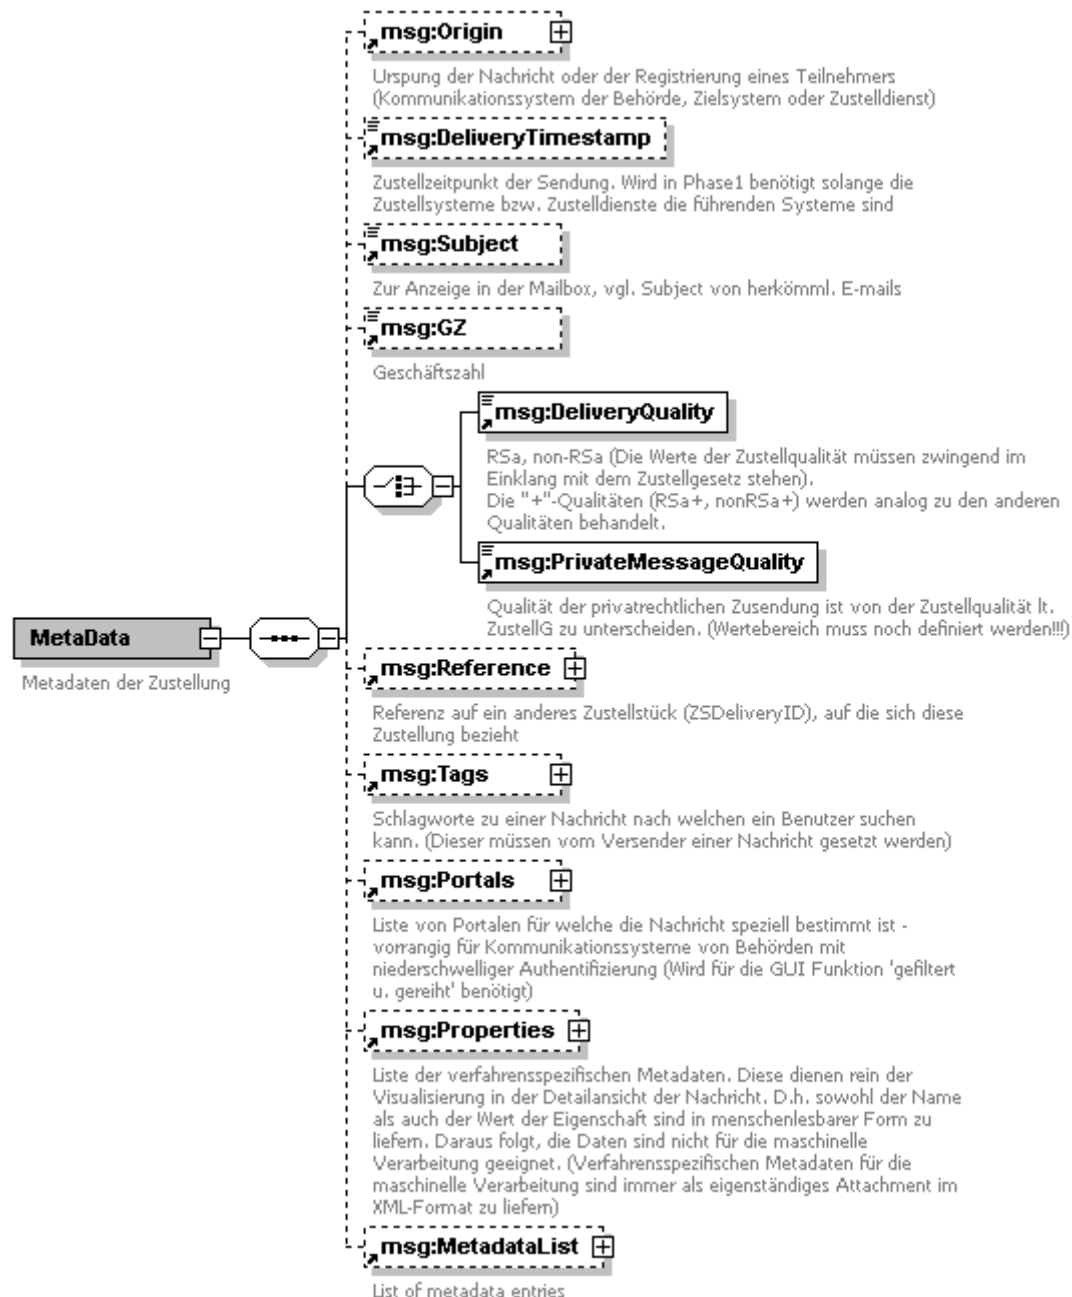 msg:Origin
Urspung der Nachricht oder der Registrierung eines Teilnehmers
(Kommunikationssystem der Behörde, Zielsystem oder Zustelldienst)
msg:DeliveryTimestamp
Zustellzeitpunkt der Sendung. Wird in Phase1 benötigt solange die
Zustellsysteme bzw. Zustelldienste die führenden Systeme sind
msg:Subject
Zur Anzeige in der Mailbox, vgl. Subject von herkömml. E-mails
msg:GZ
Geschäftszahl
msg:DeliveryQuality
RSa, non-RSa (Die Werte der Zustellqualität müssen zwingend im
Einklang mit dem Zustellgesetz stehen).
Die "+"-Qualitäten (RSa+, nonRSa+) werden analog zu den anderen
Qualitäten behandelt.
msg:PrivateMessageQuality
Qualität der privatrechtlichen Zusendung ist von der Zustellqualität lt.
ZustellG zu unterscheiden. (Wertebereich muss noch definiert werden!!!)
MetaData
Metadaten der Zustellung
msg:Reference
Referenz auf ein anderes Zustellstück (ZSDeliveryID), auf die sich diese
Zustellung bezieht
msg:Tags
Schlagworte zu einer Nachricht nach welchen ein Benutzer suchen
kann. (Dieser müssen vom Versender einer Nachricht gesetzt werden)
msg:Portals
Liste von Portalen für welche die Nachricht speziell bestimmt ist -
vorrangig für Kommunikationssysteme von Behörden mit
niederschwelliger Authentifizierung (Wird für die GUI Funktion 'gefiltert
u. gereiht' benötigt)
msg:Properties
Liste der verfahrensspezifischen Metadaten. Diese dienen rein der
Visualisierung in der Detailansicht der Nachricht. D.h. sowohl der Name
als auch der Wert der Eigenschaft sind in menschenlesbarer Form zu
liefern. Daraus folgt, die Daten sind nicht für die maschinelle
Verarbeitung geeignet. (Verfahrensspezifischen Metadaten für die
maschinelle Verarbeitung sind immer als eigenständiges Attachment im
XML-Format zu liefern)
msg:MetadataList
List of metadata entries